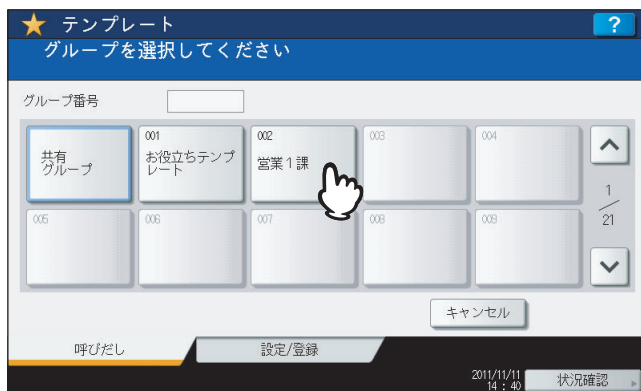 テンプレート
?
グループを選択してください
グループ番号
共有
グループ
001
お役立ちテンプ
レート
002
営業1課
003
004
1
21
005
006
007
008
009
キャンセル
呼びだし
設定/登録
2011/11/11
14 : 40
状況確認